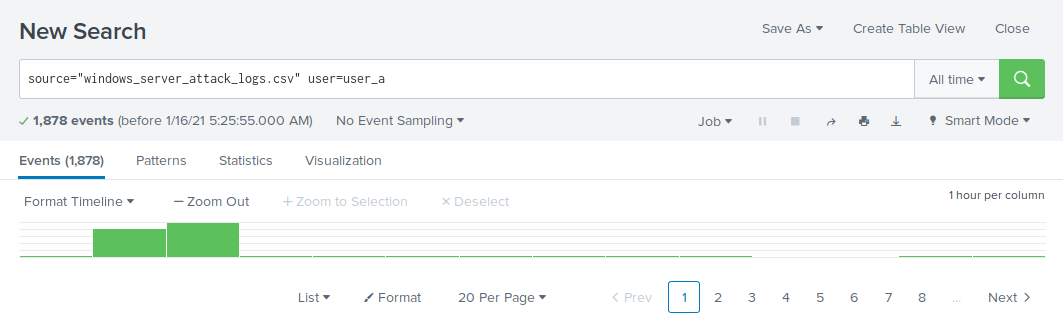 New Search
Save As Create Table View Close
source="windows_server_attack_logs.csv" user=user_a
All time
1,878 events (before 1/16/21 5:25:55.000 AM) No Event Sampling Job Smart Mode
Events (1,878) Patterns Statistics Visualization
Format Timeline — Zoom Out + Zoom to Selection × Deselect 1 hour per column
List Format 20 Per Page < Prev 1 2 3 4 5 6 7 8 ... Next >